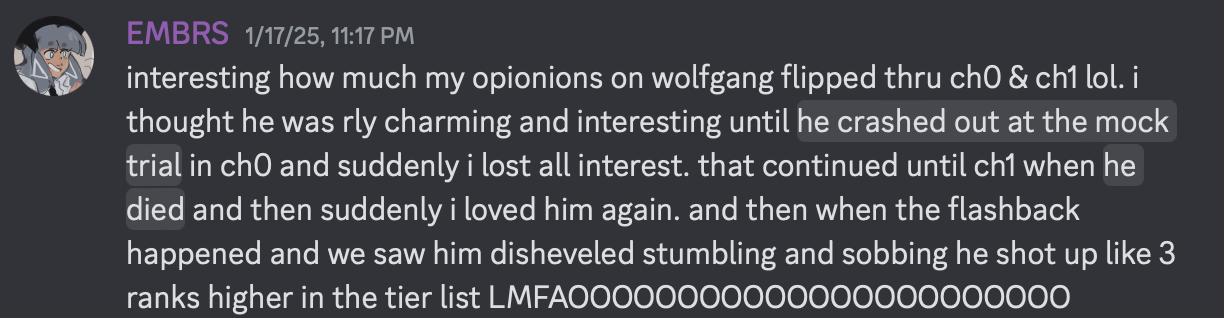 EMBRS 1/17/25, 11:17 PM
interesting how much my opionions on wolfgang flipped thru ch0 & ch1 lol. i
thought he was rly charming and interesting until he crashed out at the mock
trial in ch0 and suddenly i lost all interest. that continued until ch1 when he
died and then suddenly i loved him again. and then when the flashback
happened and we saw him disheveled stumbling and sobbing he shot up like 3
ranks higher in the tier list LMFAOOOOOOOOOOOOOOOOOOOOOOO